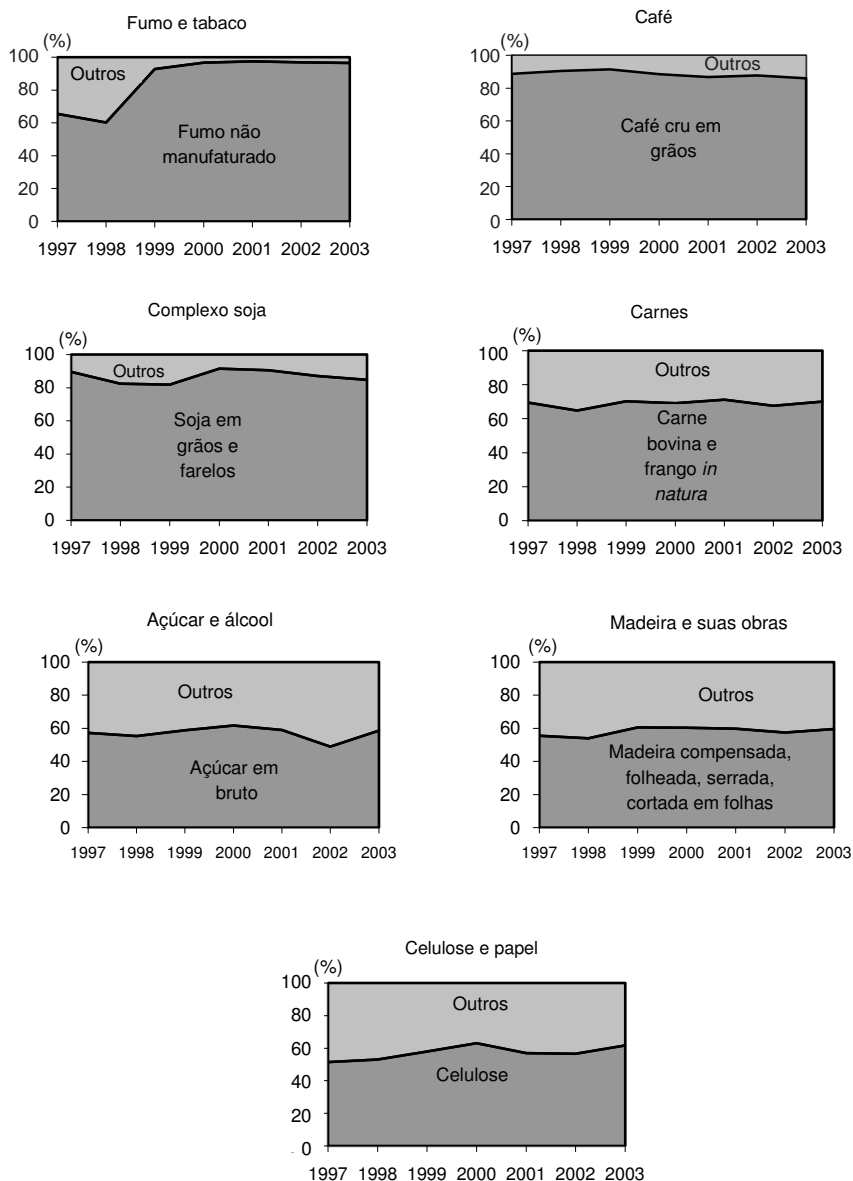 Fumo e tabaco
(%)
100
80
60
40
20
0
Outros
Fumo não
manufaturado
1997 1998 1999 2000 2001 2002 2003
Café
(%)
100
80
60
40
20
0
Outros
Café cru em
grãos
1997 1998 1999 2000 2001 2002 2003
Complexo soja
(%)
100
80
60
40
20
0
Outros
Soja em
grãos e
farelos
1997 1998 1999 2000 2001 2002 2003
Carnes
(%)
100
80
60
40
20
0
Outros
Carne
bovina e
frango in
natura
1997 1998 1999 2000 2001 2002 2003
Açúcar e álcool
(%)
100
80
60
40
20
0
Outros
Açúcar em
bruto
1997 1998 1999 2000 2001 2002 2003
Madeira e suas obras
(%)
100
80
60
40
20
0
Outros
Madeira compensada,
folheada, serrada,
cortada em folhas
1997 1998 1999 2000 2001 2002 2003
Celulose e papel
(%)
100
80
60
40
20
0
Outros
Celulose
1997 1998 1999 2000 2001 2002 2003